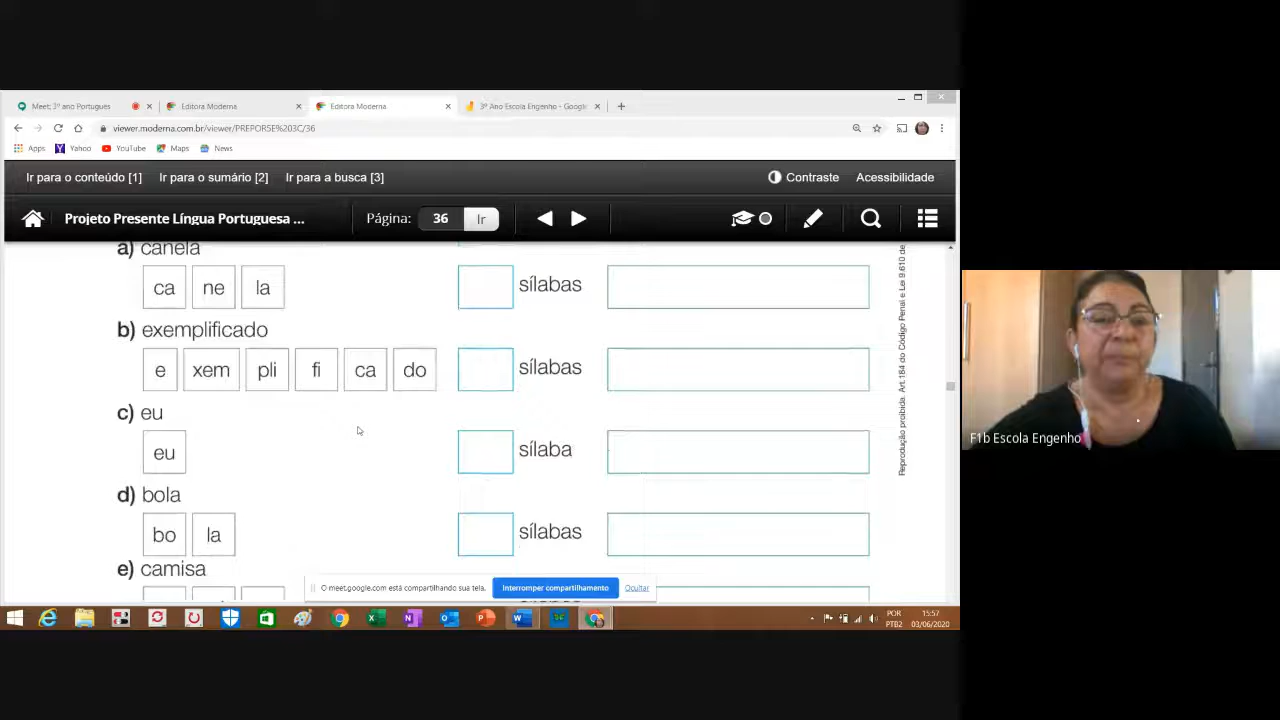 Meet: 3º ano Português
Editora Moderna
Editora Moderna
3º Ano Escola Engenho - Google
viewer.moderna.com.br/viewer/PREPORSE%203C/36
Apps Yahoo YouTube Maps News
Ir para o conteúdo [1] Ir para o sumário [2] Ir para a busca [3] Contraste Acessibilidade
Projeto Presente Língua Portuguesa ... Página: 36 Ir
a) canela
ca ne la sílabas
b) exemplificado
e xem pli fi ca do sílabas
c) eu
eu sílaba
d) bola
bo la sílabas
e) camisa
Reprodução proibida. Art.184 do Código Penal e Lei 9.610 de
O meet.google.com está compartilhando sua tela. Interromper compartilhamento Ocultar
POR 15:57
PTB2 03/06/2020
F1b Escola Engenho